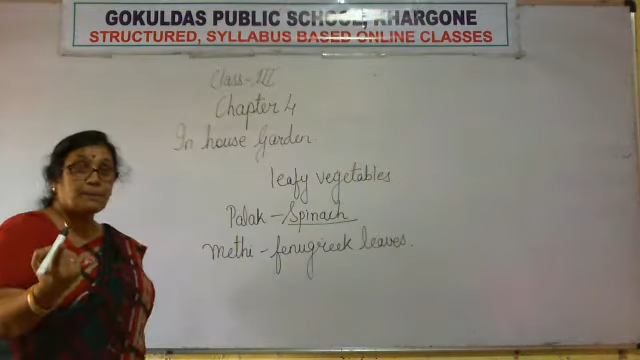 GOKULDAS PUBLIC SCHOOL, KHARGONE
STRUCTURED, SYLLABUS BASED ONLINE CLASSES
Class-III
Chapter 4
In house Garden.
leafy vegetables
Palak - Spinach
Methi - fenugreek leaves.